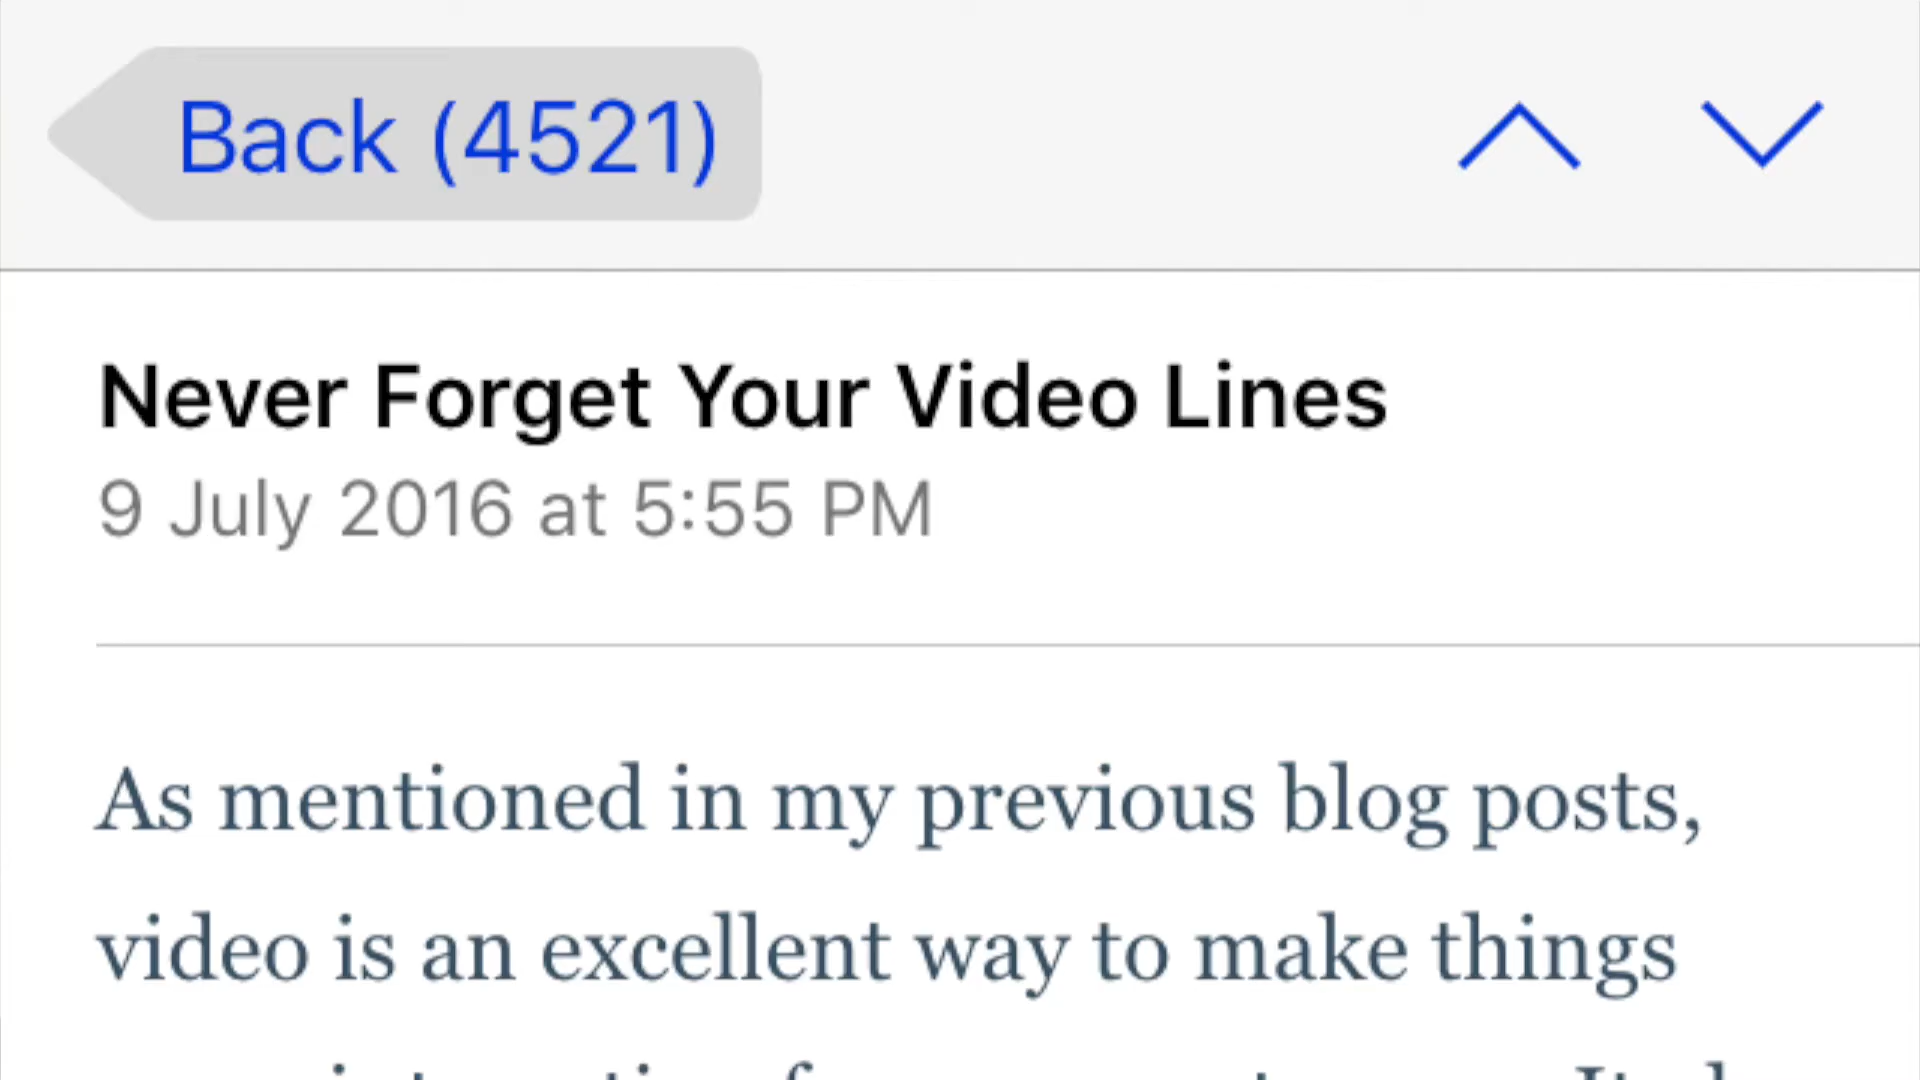 Back (4521)
Never Forget Your Video Lines
9 July 2016 at 5:55 PM
As mentioned in my previous blog posts,
video is an excellent way to make things